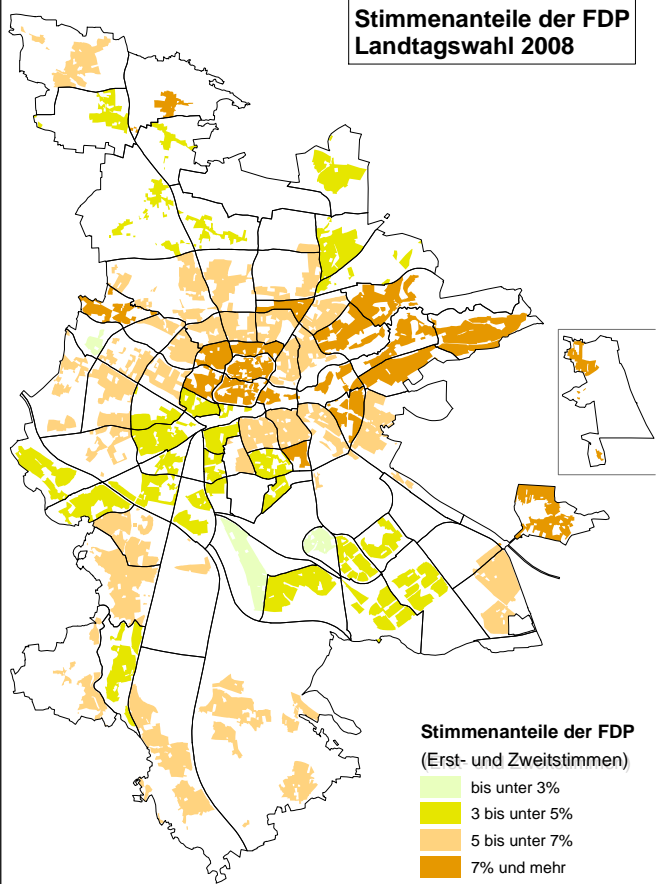 Stimmenanteile der FDP
Landtagswahl 2008
Stimmenanteile der FDP
(Erst- und Zweitstimmen)
bis unter 3%
3 bis unter 5%
5 bis unter 7%
7% und mehr